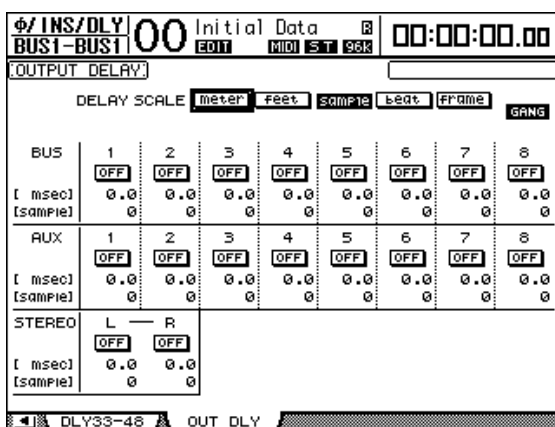 Φ/INS/DLY 00 Initial Data R 00:00:00.00
BUS1-BUS1 EDIT MIDI ST 96k
OUTPUT DELAY
DELAY SCALE meter feet sample beat frame
GANG
BUS 1 2 3 4 5 6 7 8
OFF OFF OFF OFF OFF OFF OFF OFF
[ msec] 0.0 0.0 0.0 0.0 0.0 0.0 0.0 0.0
[sample] 0 0 0 0 0 0 0 0
AUX 1 2 3 4 5 6 7 8
OFF OFF OFF OFF OFF OFF OFF OFF
[ msec] 0.0 0.0 0.0 0.0 0.0 0.0 0.0 0.0
[sample] 0 0 0 0 0 0 0 0
STEREO L — R
OFF OFF
[ msec] 0.0 0.0
[sample] 0 0
DLY33-48 OUT DLY